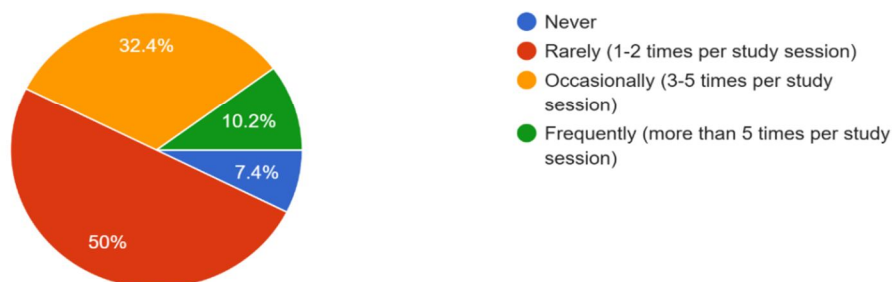 32.4%
10.2%
7.4%
50%
Never
Rarely (1-2 times per study session)
Occasionally (3-5 times per study
session)
Frequently (more than 5 times per study
session)